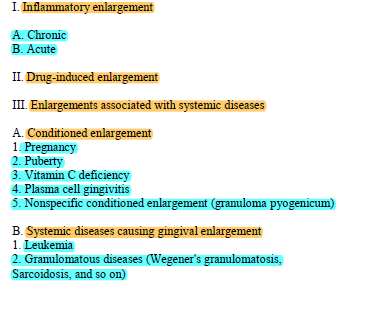 I. Inflammatory enlargement
A. Chronic
B. Acute
II. Drug-induced enlargement
III. Enlargements associated with systemic diseases
A. Conditioned enlargement
1. Pregnancy
2. Puberty
3. Vitamin C deficiency
4. Plasma cell gingivitis
5. Nonspecific conditioned enlargement (granuloma pyogenicum)
B. Systemic diseases causing gingival enlargement
1. Leukemia
2. Granulomatous diseases (Wegener's granulomatosis,
Sarcoidosis, and so on)